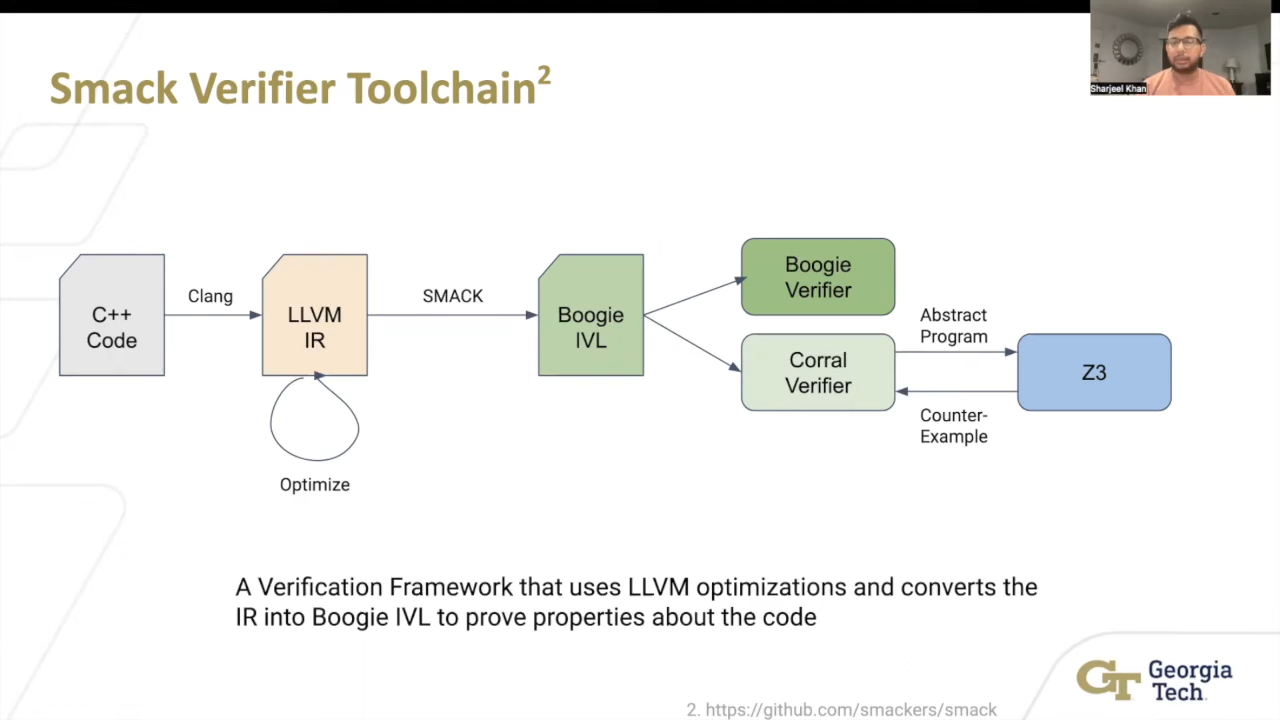 Smack Verifier Toolchain²
Sharjeel Khan
C++
Code
Clang
LLVM
IR
Optimize
SMACK
Boogie
IVL
Boogie
Verifier
Corral
Verifier
Abstract
Program
Counter-
Example
Z3
A Verification Framework that uses LLVM optimizations and converts the
IR into Boogie IVL to prove properties about the code
GT
Georgia
Tech
2. https://github.com/smackers/smack